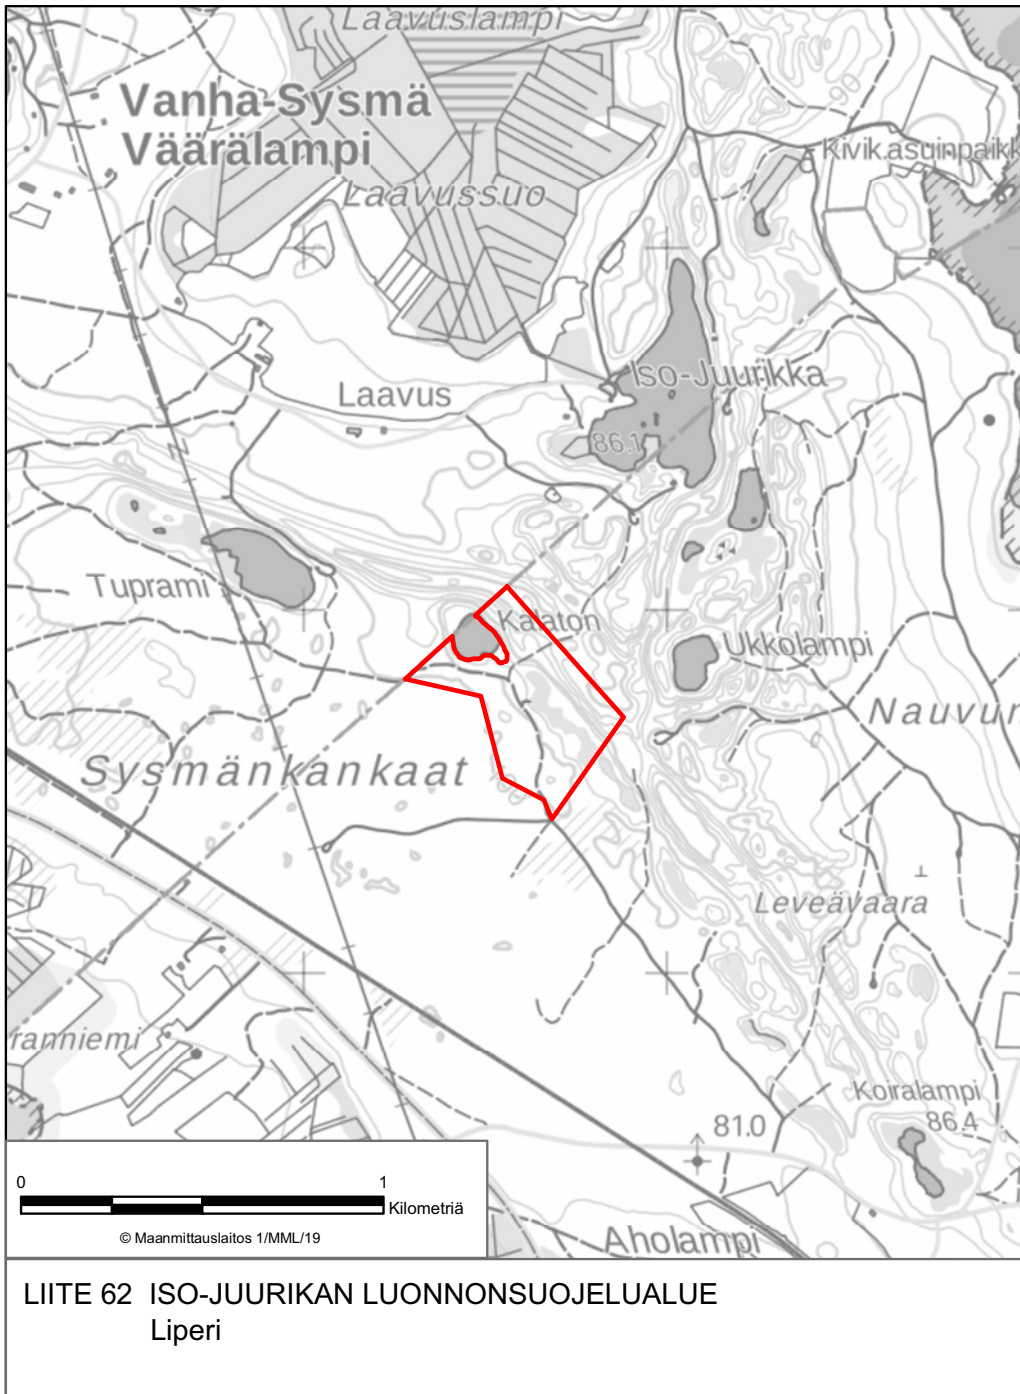 Laavuslampi
Vanha-Sysmä
Väärälampi
Kivik.asuinpaikk
Laavussuo
Iso-Juurikka
Laavus
86.1
Tuprami
Kalaton
Ukkolampi
Nauvun
Sysmänkankaat
Leveävaara
ranniemi
Koiralampi
86.4
81.0
Aholampi
0 1
Kilometriä
© Maanmittauslaitos 1/MML/19
LIITE 62 ISO-JUURIKAN LUONNONSUOJELUALUE
Liperi